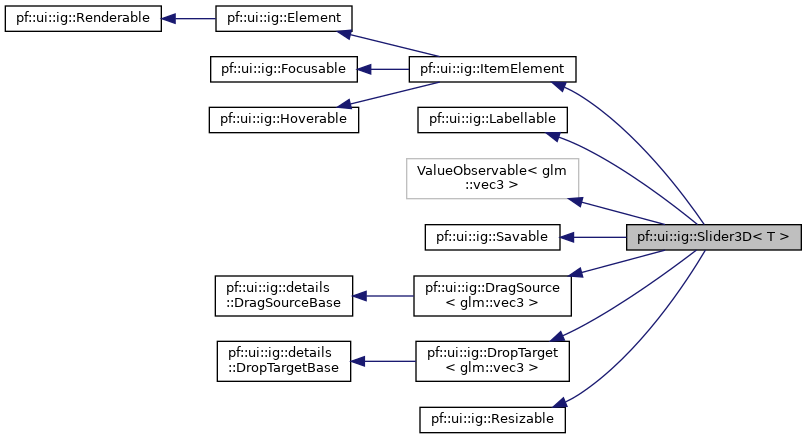 pf::ui::ig::Renderable
pf::ui::ig::Element
pf::ui::ig::Focusable
pf::ui::ig::ItemElement
pf::ui::ig::Hoverable
pf::ui::ig::Labellable
ValueObservable< glm
::vec3 >
pf::ui::ig::Savable
pf::ui::ig::Slider3D< T >
pf::ui::ig::details
::DragSourceBase
pf::ui::ig::DragSource
< glm::vec3 >
pf::ui::ig::details
::DropTargetBase
pf::ui::ig::DropTarget
< glm::vec3 >
pf::ui::ig::Resizable